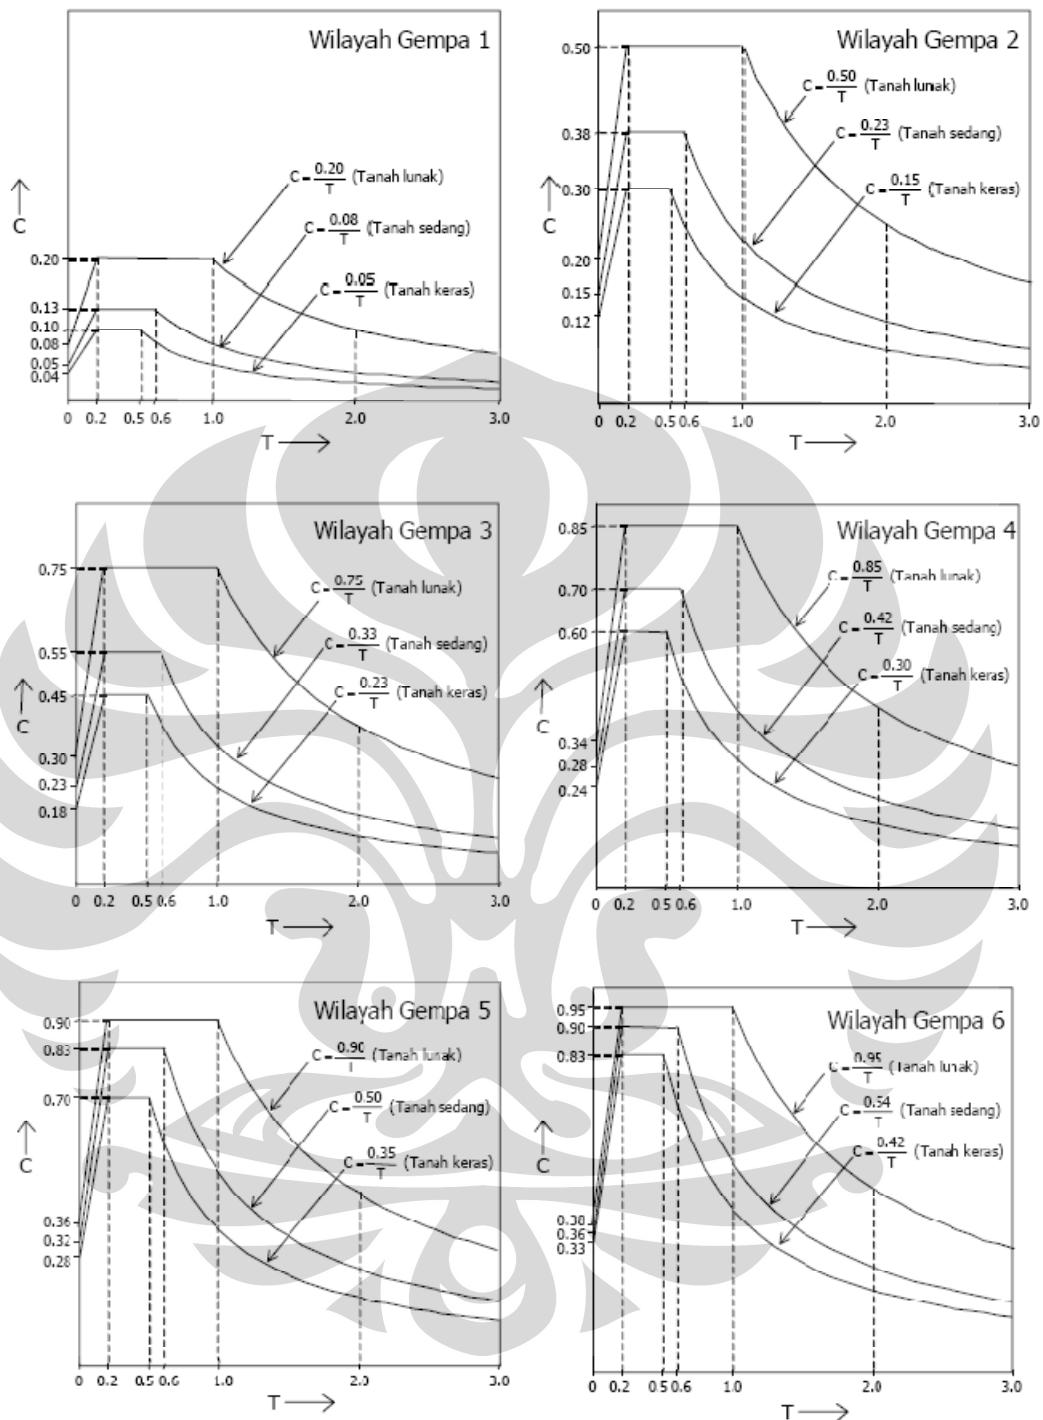 Wilayah Gempa 1
C = 0.20/T (Tanah lunak)
C = 0.08/T (Tanah sedang)
C = 0.05/T (Tanah keras)
C
0.20
0.13
0.10
0.08
0.05
0.04
0 0.2 0.5 0.6 1.0 2.0 3.0
T
Wilayah Gempa 2
C = 0.50/T (Tanah lunak)
C = 0.23/T (Tanah sedang)
C = 0.15/T (Tanah keras)
C
0.50
0.38
0.30
0.20
0.15
0.12
0 0.2 0.5 0.6 1.0 2.0 3.0
T
Wilayah Gempa 3
C = 0.75/T (Tanah lunak)
C = 0.33/T (Tanah sedang)
C = 0.23/T (Tanah keras)
C
0.75
0.55
0.45
0.30
0.23
0.18
0 0.2 0.5 0.6 1.0 2.0 3.0
T
Wilayah Gempa 4
C = 0.85/T (Tanah lunak)
C = 0.42/T (Tanah sedang)
C = 0.30/T (Tanah keras)
C
0.85
0.70
0.60
0.34
0.28
0.24
0 0.2 0.5 0.6 1.0 2.0 3.0
T
Wilayah Gempa 5
C = 0.90/T (Tanah lunak)
C = 0.50/T (Tanah sedang)
C = 0.35/T (Tanah keras)
C
0.90
0.83
0.70
0.36
0.32
0.28
0 0.2 0.5 0.6 1.0 2.0 3.0
T
Wilayah Gempa 6
C = 0.95/T (Tanah lunak)
C = 0.54/T (Tanah sedang)
C = 0.42/T (Tanah keras)
C
0.95
0.90
0.83
0.38
0.36
0.33
0 0.2 0.5 0.6 1.0 2.0 3.0
T